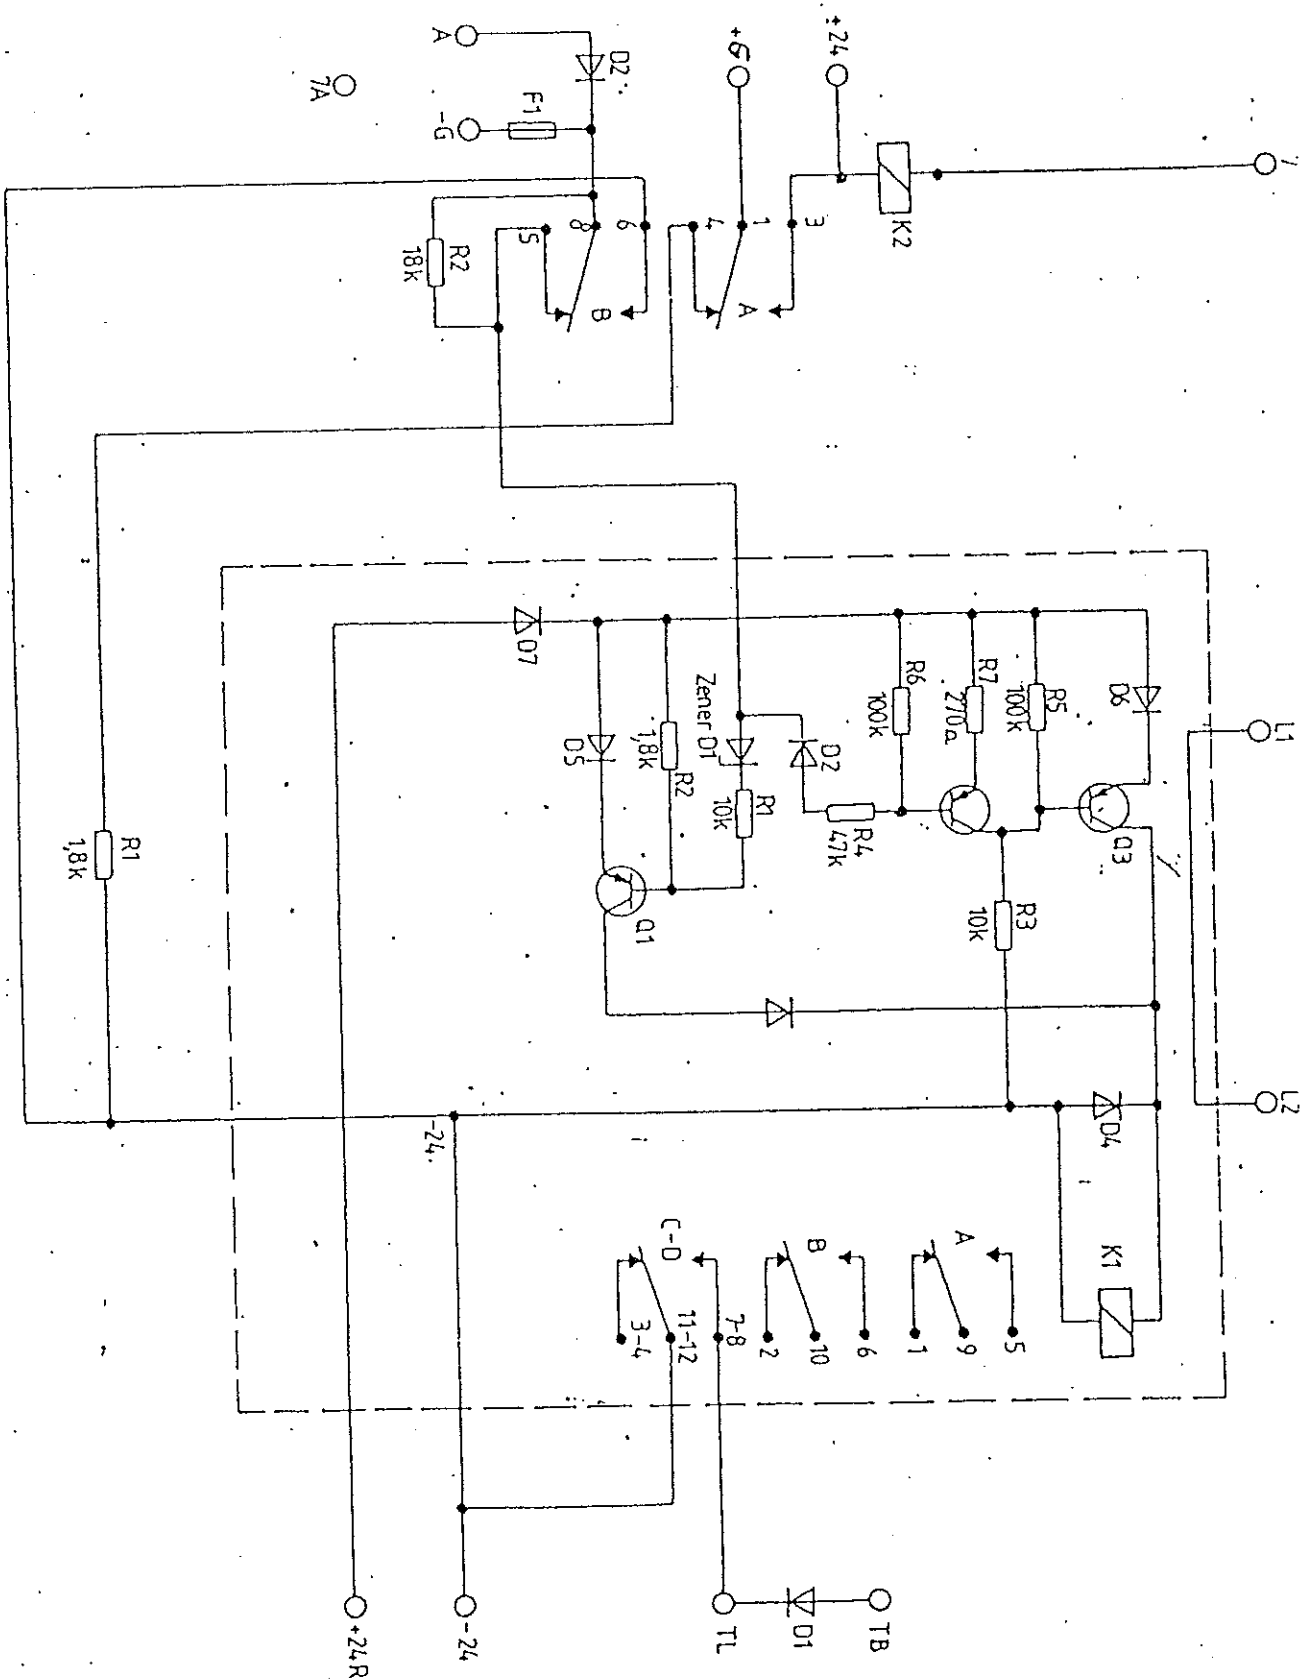 7
±24
+G
A
7A
-G
F1
D2
K2
3
1
4
A
6
8
5
B
R2
18k
R1
1,8k
D7
D5
R2
1,8k
Zener D1
R1
10k
D2
R4
47k
R6
100k
R7
270Ω
R5
100k
D6
Q3
Q1
R3
10k
L1
L2
D4
K1
-24
A
5
9
1
B
6
10
2
C-D
7-8
11-12
3-4
TB
D1
TL
-24
+24R